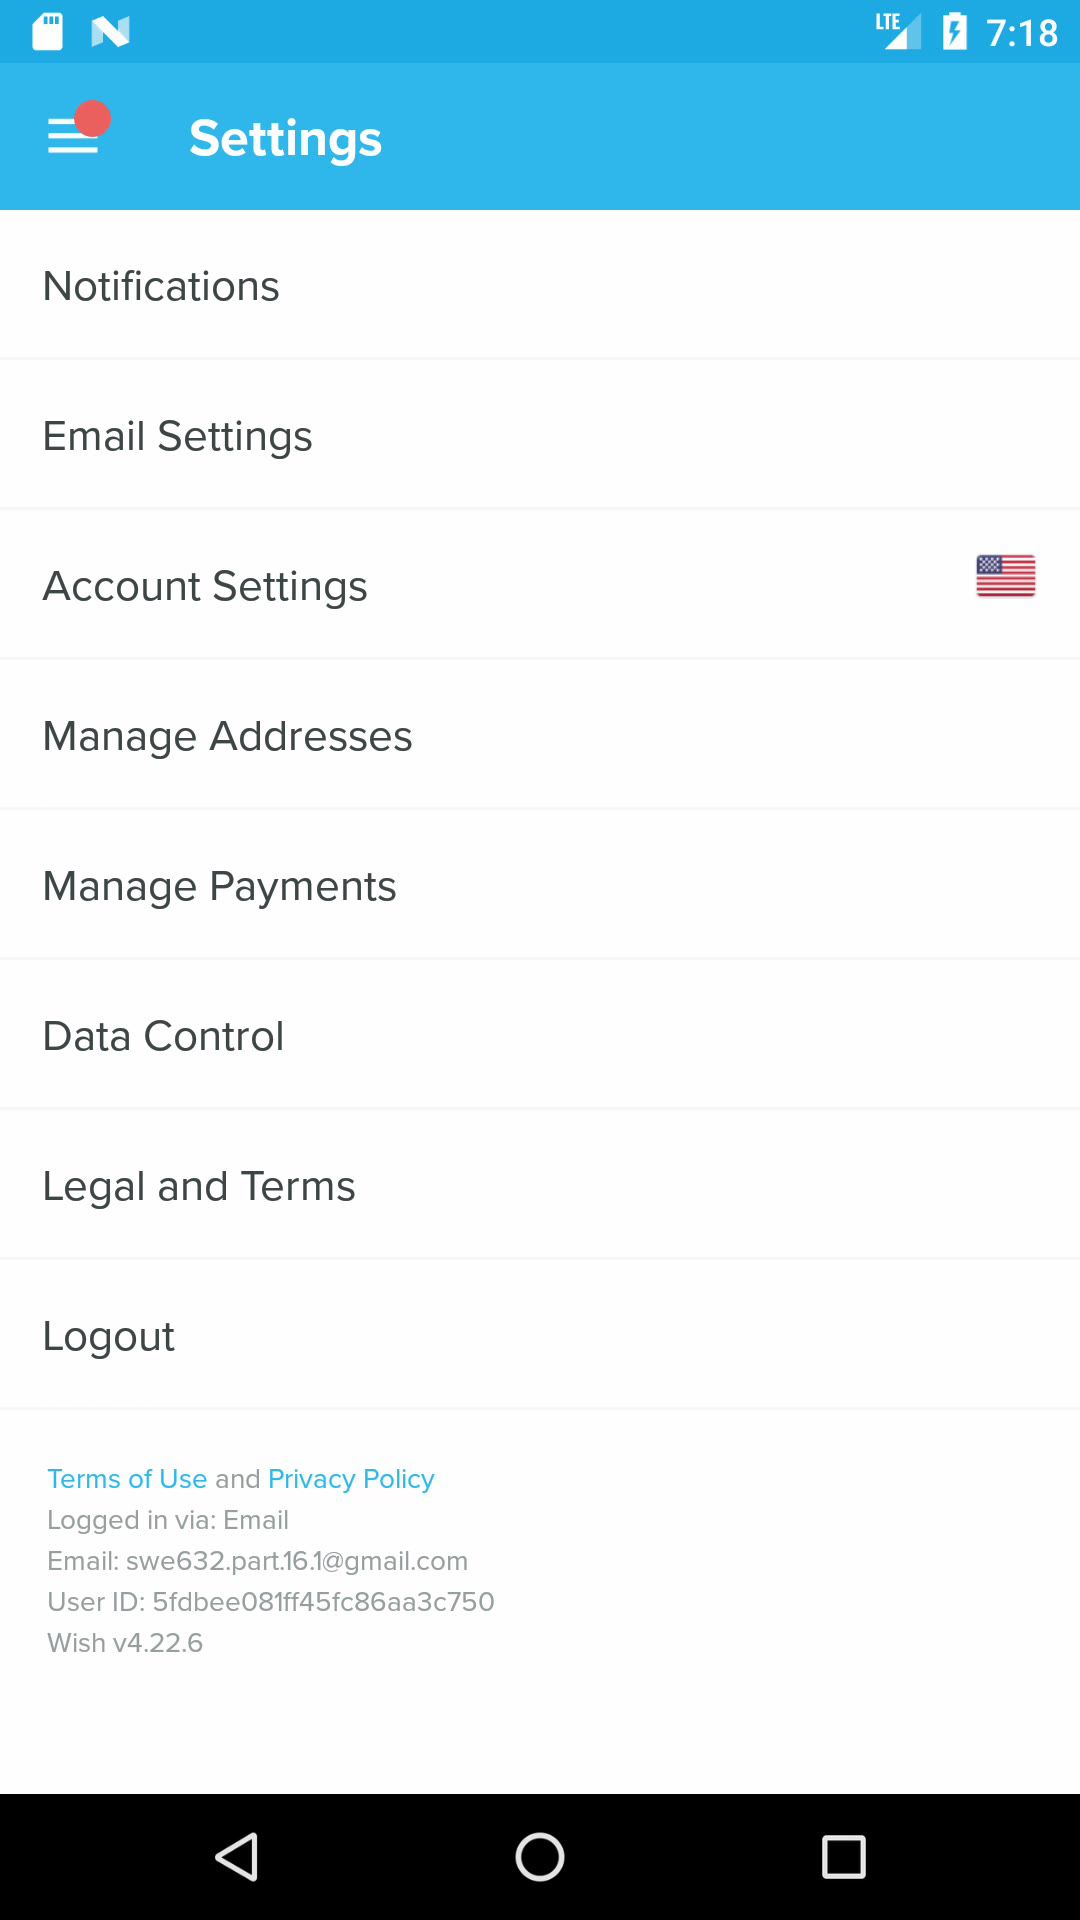 LTE 7:18
Settings
Notifications
Email Settings
Account Settings
Manage Addresses
Manage Payments
Data Control
Legal and Terms
Logout
Terms of Use and Privacy Policy
Logged in via: Email
Email: swe632.part.16.1@gmail.com
User ID: 5fdbee081ff45fc86aa3c750
Wish v4.22.6